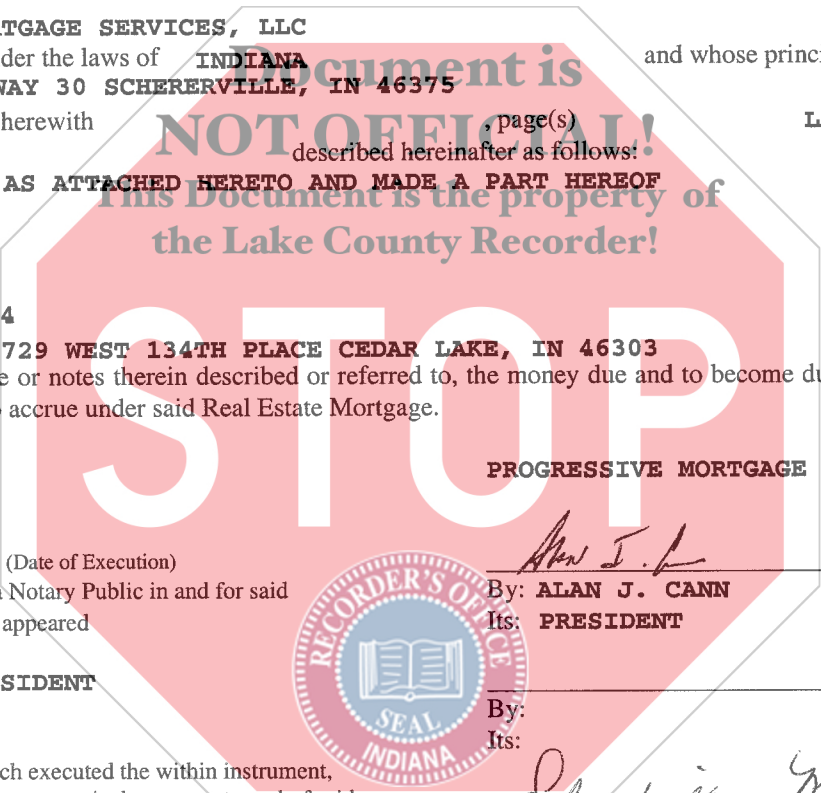 TGAGE SERVICES, LLC
der the laws of INDIANA and whose princi
WAY 30 SCHERERVILLE, IN 46375
Document is
herewith , page(s) L
NOT OFFICIAL!
described hereinafter as follows:
AS ATTACHED HERETO AND MADE A PART HEREOF
This Document is the property of
the Lake County Recorder!
4
729 WEST 134TH PLACE CEDAR LAKE, IN 46303
e or notes therein described or referred to, the money due and to become du
accrue under said Real Estate Mortgage.
STOP
PROGRESSIVE MORTGAGE
(Date of Execution)
Notary Public in and for said
By: ALAN J. CANN
appeared
Its: PRESIDENT
RECORDER'S OFFICE
SEAL
INDIANA
SIDENT
By:
Its:
ch executed the within instrument,